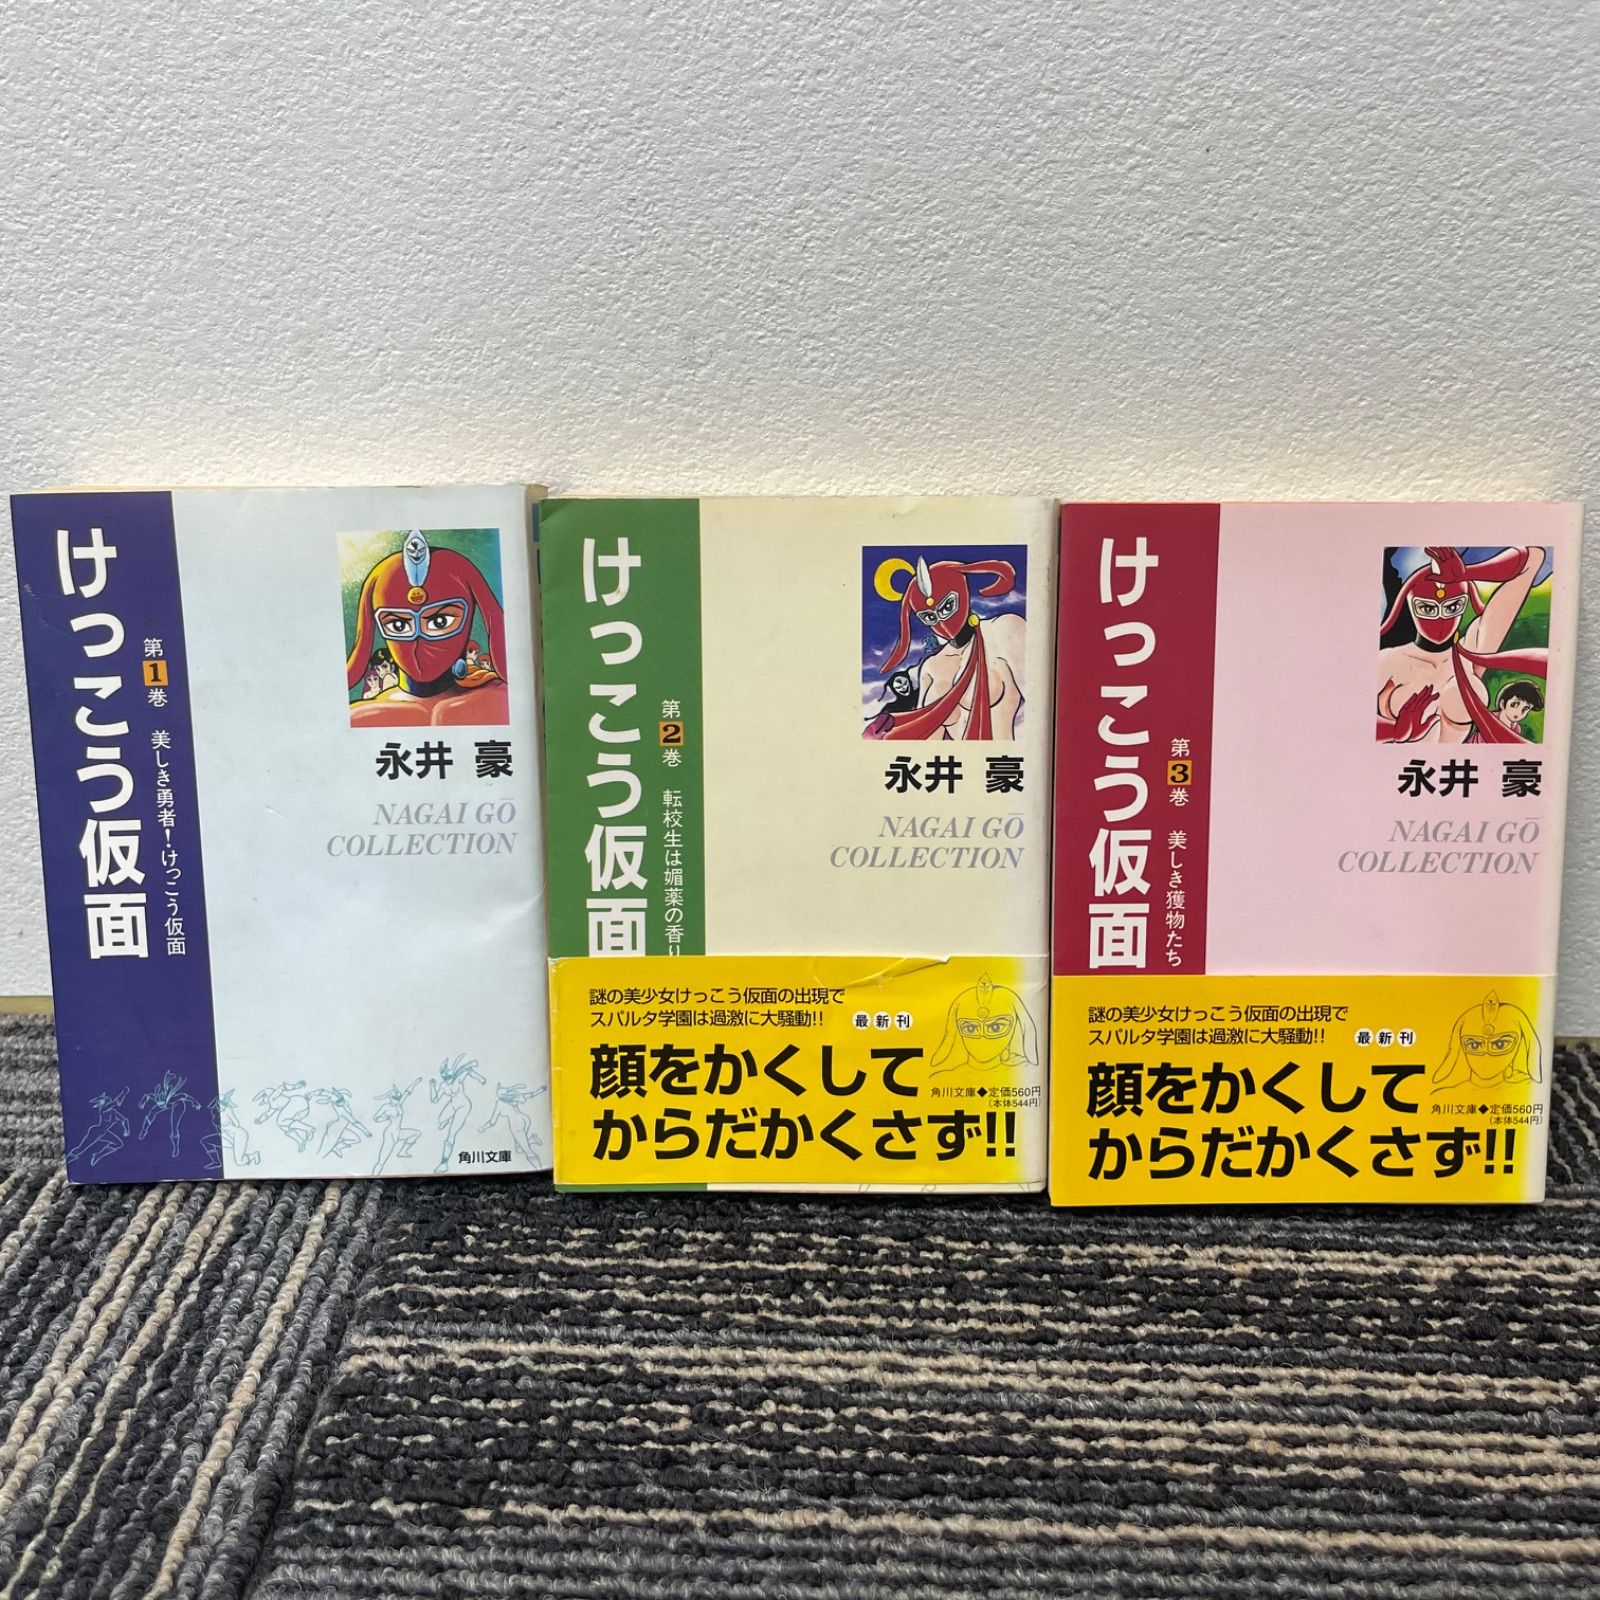 けっこう仮面
第1巻 美しき勇者!けっこう仮面
永井 豪
NAGAI GŌ
COLLECTION
角川文庫
けっこう仮面
第2巻 転校生は媚薬の香り
永井 豪
NAGAI GŌ
COLLECTION
謎の美少女けっこう仮面の出現で
スパルタ学園は過激に大騒動!! 最新刊
顔をかくして
からだかくさず!!
角川文庫◆定価560円
(本体544円)
けっこう仮面
第3巻 美しき獲物たち
永井 豪
NAGAI GŌ
COLLECTION
謎の美少女けっこう仮面の出現で
スパルタ学園は過激に大騒動!! 最新刊
顔をかくして
からだかくさず!!
角川文庫◆定価560円
(本体544円)